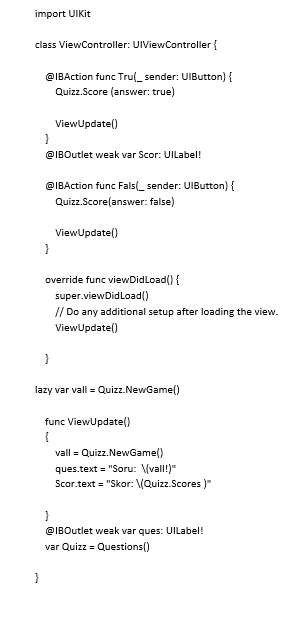 import UIKit
class ViewController: UIViewController {
@IBAction func Tru(_ sender: UIButton) {
Quizz.Score (answer: true)
ViewUpdate()
}
@IBOutlet weak var Scor: UILabel!
@IBAction func Fals(_ sender: UIButton) {
Quizz.Score(answer: false)
ViewUpdate()
}
override func viewDidLoad() {
super.viewDidLoad()
// Do any additional setup after loading the view.
ViewUpdate()
}
lazy var vall = Quizz.NewGame()
func ViewUpdate()
{
vall = Quizz.NewGame()
ques.text = "Soru:  \(vall!)"
Scor.text = "Skor: \(Quizz.Scores )"
}
@IBOutlet weak var ques: UILabel!
var Quizz = Questions()
}